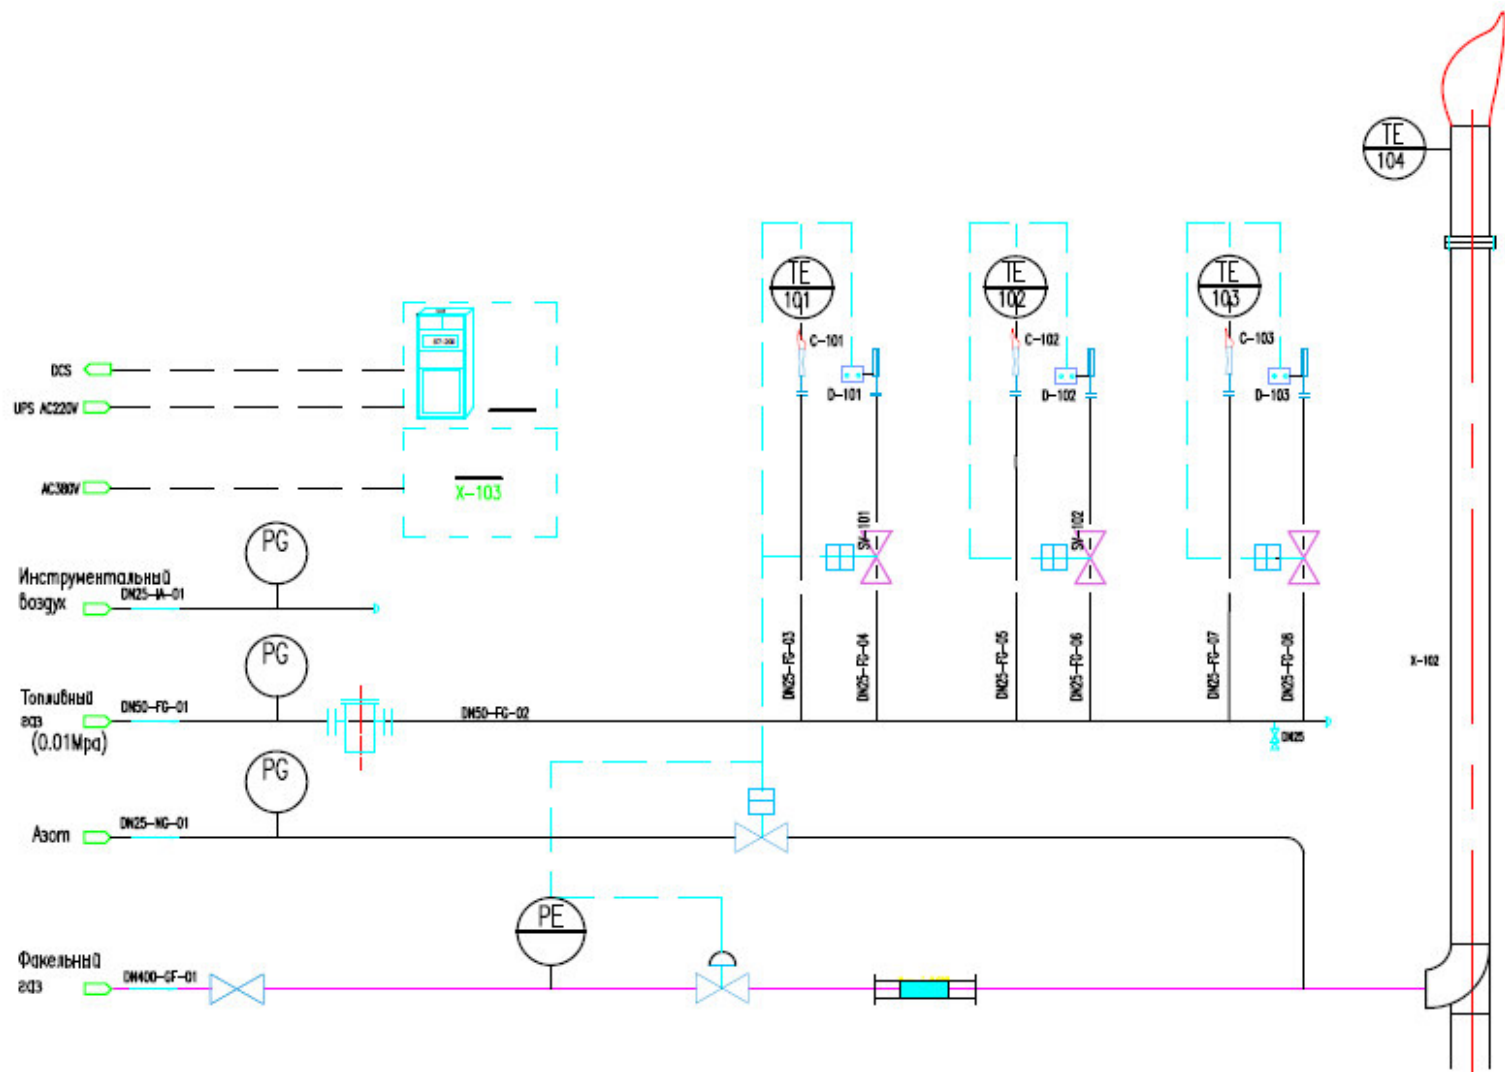 TE
104
TE
101
TE
102
TE
103
C-101
C-102
C-103
D-101
D-102
D-103
DCS
UPS AC220V
AC380V
X-103
SV-101
SV-102
PG
Инструментальный
воздух
DN25-IA-01
PG
Топливный
газ
(0.01Mpa)
DN50-FG-01
DN50-FG-02
DN25-FG-03
DN25-FG-04
DN25-FG-05
DN25-FG-06
DN25-FG-07
DN25-FG-08
DN25
X-102
PG
Азот
DN25-NG-01
PE
Факельный
газ
DN400-GF-01